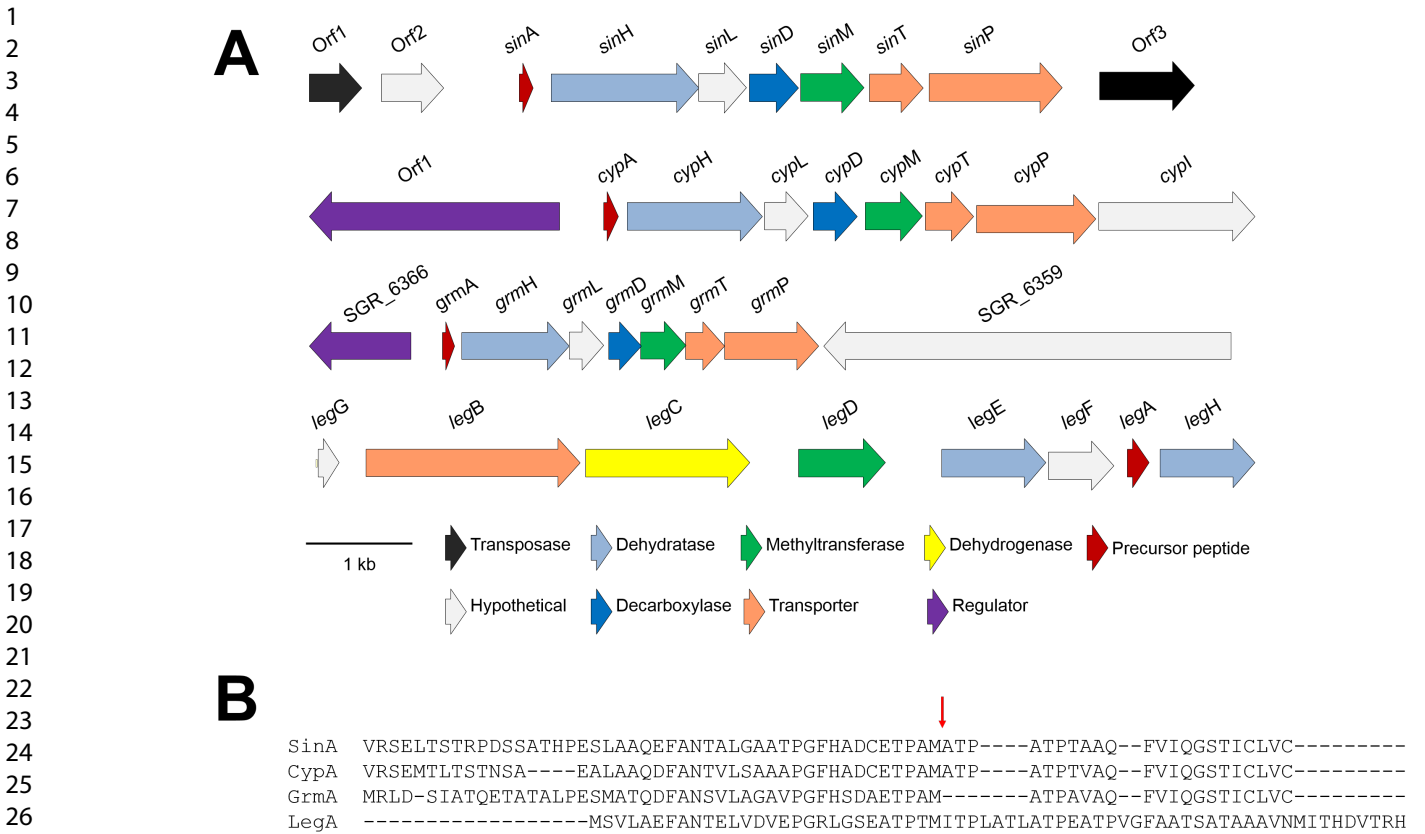 1
2
3
4
5
6
7
8
9
10
11
12
13
14
15
16
17
18
19
20
21
22
23
24
25
26
A
Orf1 Orf2 sinA sinH sinL sinD sinM sinT sinP Orf3
Orf1 cypA cypH cypL cypD cypM cypT cypP cypI
SGR_6366 grmA grmH grmL grmD grmM grmT grmP SGR_6359
legG legB legC legD legE legF legA legH
1 kb
Transposase Dehydratase Methyltransferase Dehydrogenase Precursor peptide
Hypothetical Decarboxylase Transporter Regulator
B
SinA VRSELTSTRPDSSATHPESLAAQEFANTALGAATPGFHADCETPAMATP----ATPTAAQ--FVIQGSTICLVC---------
CypA VRSEMTLTSTNSA----EALAAQDFANTVLSAAAPGFHADCETPAMATP----ATPTVAQ--FVIQGSTICLVC---------
GrmA MRLD-SIATQETATALPESMATQDFANSVLAGAVPGFHSDAETPAM-------ATPAVAQ--FVIQGSTICLVC---------
LegA ------------------MSVLAEFANTELVDVEPGRLGSEATPTMITPLATLATPEATPVGFAATSATAAAVNMITHDVTRH